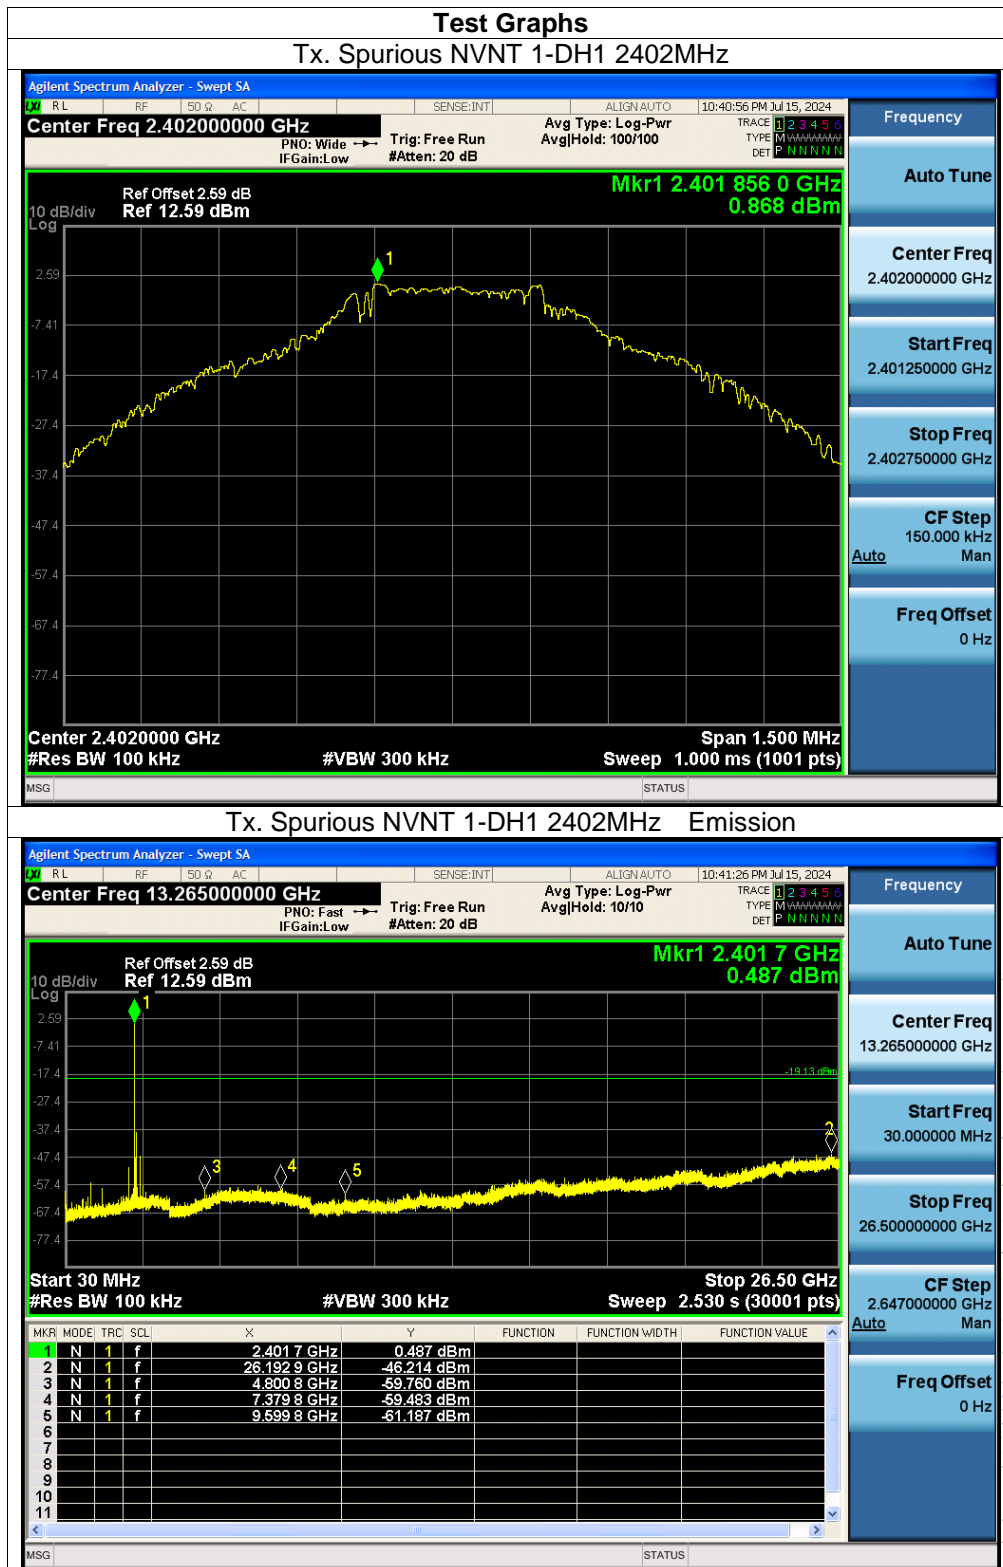 Test Graphs
Tx. Spurious NVNT 1-DH1 2402MHz
Agilent Spectrum Analyzer - Swept SA
LXI RL RF 50 Ω AC SENSE:INT ALIGN AUTO 10:40:56 PM Jul 15, 2024
Center Freq 2.402000000 GHz
PNO: Wide
IFGain:Low
Trig: Free Run
#Atten: 20 dB
Avg Type: Log-Pwr
Avg|Hold: 100/100
TRACE 1 2 3 4 5 6
TYPE M
DET P N N N N N
Ref Offset 2.59 dB
10 dB/div Ref 12.59 dBm
Log
Mkr1 2.401 856 0 GHz
0.868 dBm
1
2.59
-7.41
-17.4
-27.4
-37.4
-47.4
-57.4
-67.4
-77.4
Center 2.4020000 GHz Span 1.500 MHz
#Res BW 100 kHz #VBW 300 kHz Sweep 1.000 ms (1001 pts)
MSG STATUS
Frequency
Auto Tune
Center Freq
2.402000000 GHz
Start Freq
2.401250000 GHz
Stop Freq
2.402750000 GHz
CF Step
150.000 kHz
Auto Man
Freq Offset
0 Hz
Tx. Spurious NVNT 1-DH1 2402MHz Emission
Agilent Spectrum Analyzer - Swept SA
LXI RL RF 50 Ω AC SENSE:INT ALIGN AUTO 10:41:26 PM Jul 15, 2024
Center Freq 13.265000000 GHz
PNO: Fast
IFGain:Low
Trig: Free Run
#Atten: 20 dB
Avg Type: Log-Pwr
Avg|Hold: 10/10
TRACE 1 2 3 4 5 6
TYPE M
DET P N N N N N
Ref Offset 2.59 dB
10 dB/div Ref 12.59 dBm
Log
Mkr1 2.401 7 GHz
0.487 dBm
1
2.59
-7.41
-17.4
-19.13 dBm
-27.4
-37.4
2
-47.4
3 4 5
-57.4
-67.4
-77.4
Start 30 MHz Stop 26.50 GHz
#Res BW 100 kHz #VBW 300 kHz Sweep 2.530 s (30001 pts)
MKR MODE TRC SCL X Y FUNCTION FUNCTION WIDTH FUNCTION VALUE
1 N 1 f 2.401 7 GHz 0.487 dBm
2 N 1 f 26.192 9 GHz -46.214 dBm
3 N 1 f 4.800 8 GHz -59.760 dBm
4 N 1 f 7.379 8 GHz -59.483 dBm
5 N 1 f 9.599 8 GHz -61.187 dBm
6
7
8
9
10
11
MSG STATUS
Frequency
Auto Tune
Center Freq
13.265000000 GHz
Start Freq
30.000000 MHz
Stop Freq
26.500000000 GHz
CF Step
2.647000000 GHz
Auto Man
Freq Offset
0 Hz